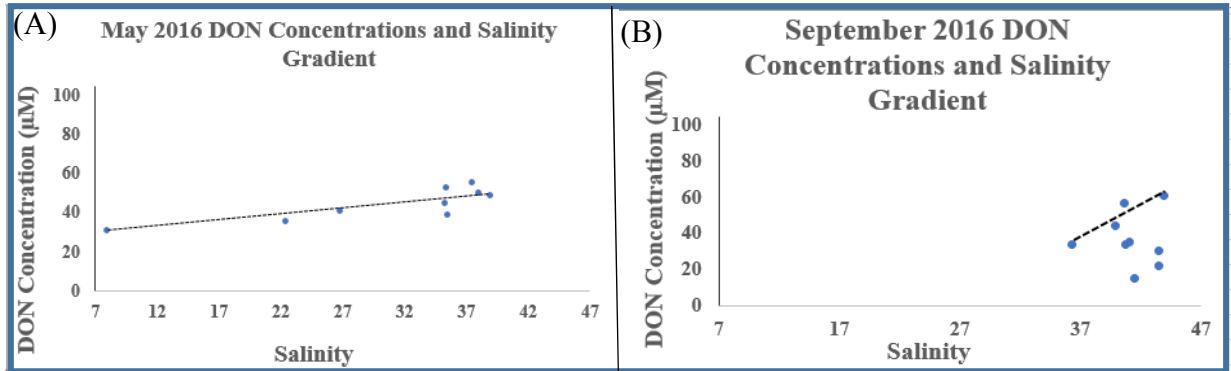 (A)
May 2016 DON Concentrations and Salinity
Gradient
DON Concentration (µM)
100
80
60
40
20
0
7 12 17 22 27 32 37 42 47
Salinity
(B)
September 2016 DON
Concentrations and Salinity
Gradient
DON Concentration (µM)
100
80
60
40
20
0
7 17 27 37 47
Salinity